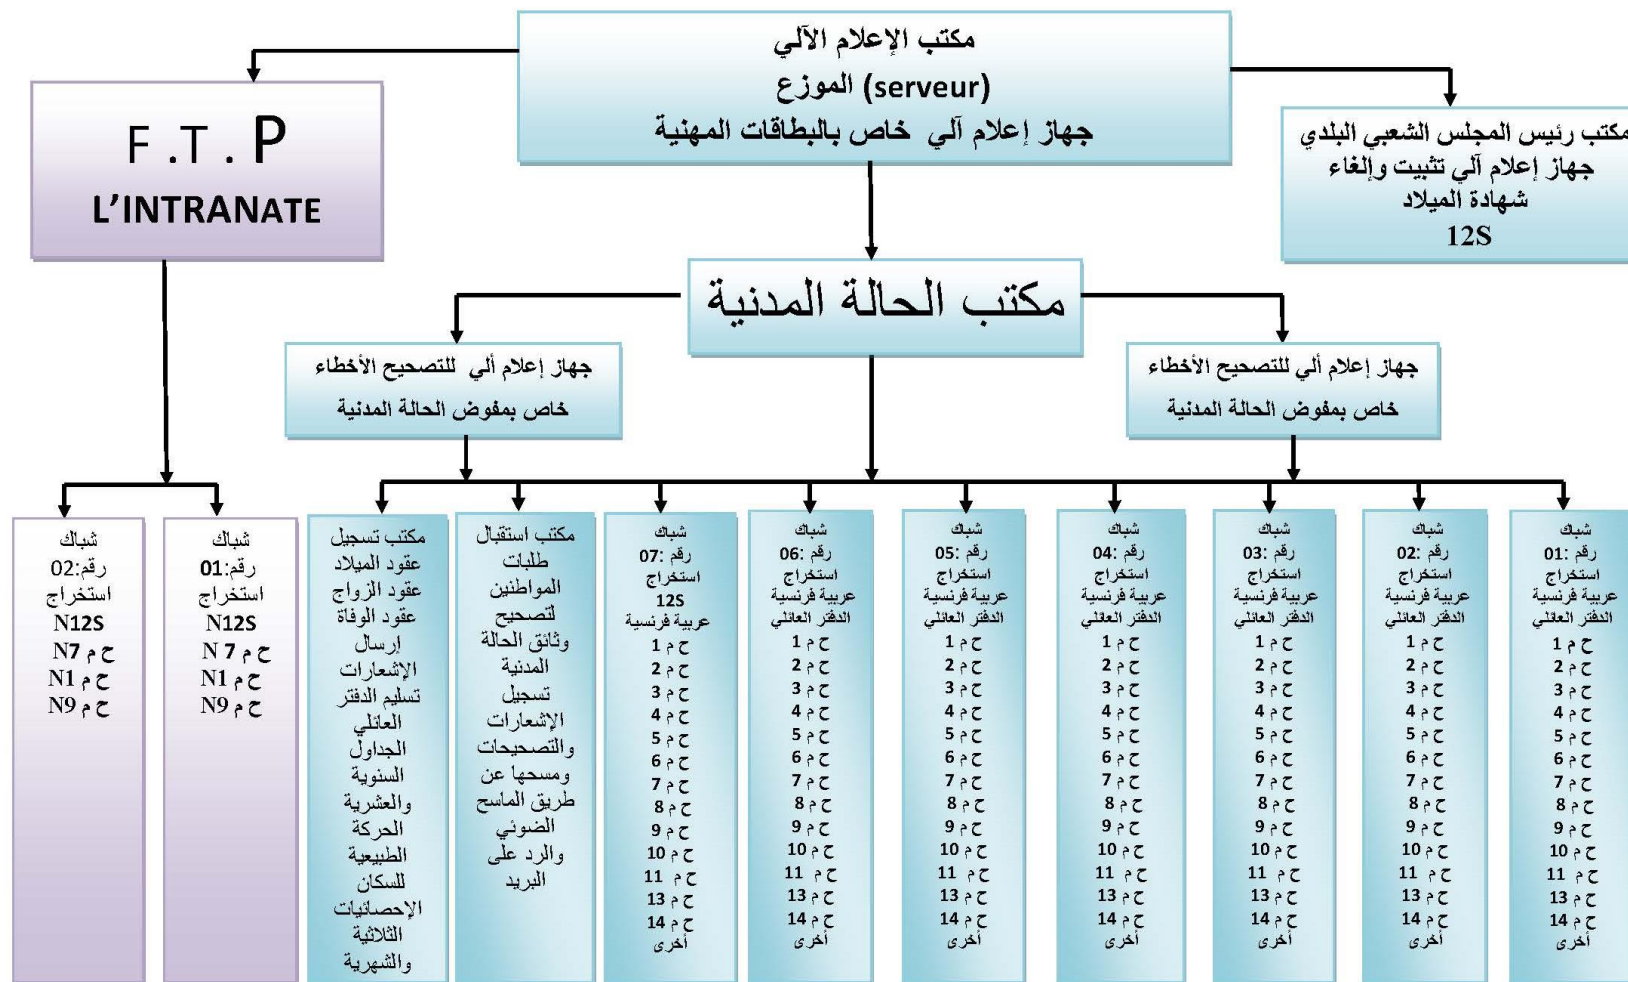 مكتب الإعلام الآلي
الموزع (serveur)
جهاز إعلام آلي خاص بالبطاقات المهنية
مكتب رئيس المجلس الشعبي البلدي
جهاز إعلام آلي تثبيت وإلغاء
شهادة الميلاد
12S
F .T . P
L'INTRANATE
مكتب الحالة المدنية
جهاز إعلام ألي للتصحيح الأخطاء
خاص بمفوض الحالة المدنية
جهاز إعلام ألي للتصحيح الأخطاء
خاص بمفوض الحالة المدنية
شباك
رقم :01
استخراج
عربية فرنسية
الدفتر العائلي
ح م 1
ح م 2
ح م 3
ح م 4
ح م 5
ح م 6
ح م 7
ح م 8
ح م 9
ح م 10
ح م 11
ح م 13
ح م 14
أخرى
شباك
رقم :02
استخراج
عربية فرنسية
الدفتر العائلي
ح م 1
ح م 2
ح م 3
ح م 4
ح م 5
ح م 6
ح م 7
ح م 8
ح م 9
ح م 10
ح م 11
ح م 13
ح م 14
أخرى
شباك
رقم :03
استخراج
عربية فرنسية
الدفتر العائلي
ح م 1
ح م 2
ح م 3
ح م 4
ح م 5
ح م 6
ح م 7
ح م 8
ح م 9
ح م 10
ح م 11
ح م 13
ح م 14
أخرى
شباك
رقم :04
استخراج
عربية فرنسية
الدفتر العائلي
ح م 1
ح م 2
ح م 3
ح م 4
ح م 5
ح م 6
ح م 7
ح م 8
ح م 9
ح م 10
ح م 11
ح م 13
ح م 14
أخرى
شباك
رقم :05
استخراج
عربية فرنسية
الدفتر العائلي
ح م 1
ح م 2
ح م 3
ح م 4
ح م 5
ح م 6
ح م 7
ح م 8
ح م 9
ح م 10
ح م 11
ح م 13
ح م 14
أخرى
شباك
رقم :06
استخراج
عربية فرنسية
الدفتر العائلي
ح م 1
ح م 2
ح م 3
ح م 4
ح م 5
ح م 6
ح م 7
ح م 8
ح م 9
ح م 10
ح م 11
ح م 13
ح م 14
أخرى
شباك
رقم :07
استخراج
12S
عربية فرنسية
ح م 1
ح م 2
ح م 3
ح م 4
ح م 5
ح م 6
ح م 7
ح م 8
ح م 9
ح م 10
ح م 11
ح م 13
ح م 14
أخرى
مكتب استقبال
طلبات
المواطنين
لتصحيح
وثائق الحالة
المدنية
تسجيل
الإشعارات
والتصحيحات
ومسحها عن
طريق الماسح
الضوئي
والرد على
البريد
مكتب تسجيل
عقود الميلاد
عقود الزواج
عقود الوفاة
إرسال
الإشعارات
تسليم الدفتر
العائلي
الجداول
السنوية
والعشرية
الحركة
الطبيعية
للسكان
الإحصائيات
الثلاثية
والشهرية
شباك
رقم:01
استخراج
N12S
ح م N 7
ح م N1
ح م N9
شباك
رقم:02
استخراج
N12S
ح م N7
ح م N1
ح م N9